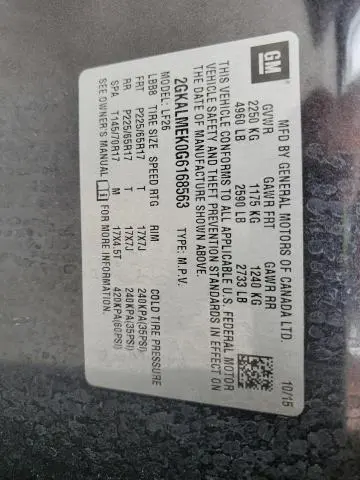 GM
MFD BY GENERAL MOTORS OF CANADA LTD.
10/15
GVWR GAWR FRT GAWR RR
2250 KG 1175 KG 1240 KG
4960 LB 2590 LB 2733 LB
THIS VEHICLE CONFORMS TO ALL APPLICABLE U.S. FEDERAL MOTOR
VEHICLE SAFETY AND THEFT PREVENTION STANDARDS IN EFFECT ON
THE DATE OF MANUFACTURE SHOWN ABOVE.
2GKALMEK0G6168563 TYPE: M.P.V.
MODEL: LF26
LBB8 TIRE SIZE SPEED RTG RIM COLD TIRE PRESSURE
FRT P225/65R17 T 17X7J 240KPA(35PSI)
RR P225/65R17 T 17X7J 240KPA(35PSI)
SPA T145/70R17 M 17X4.5T 420KPA(60PSI)
SEE OWNER'S MANUAL FOR MORE INFORMATION.